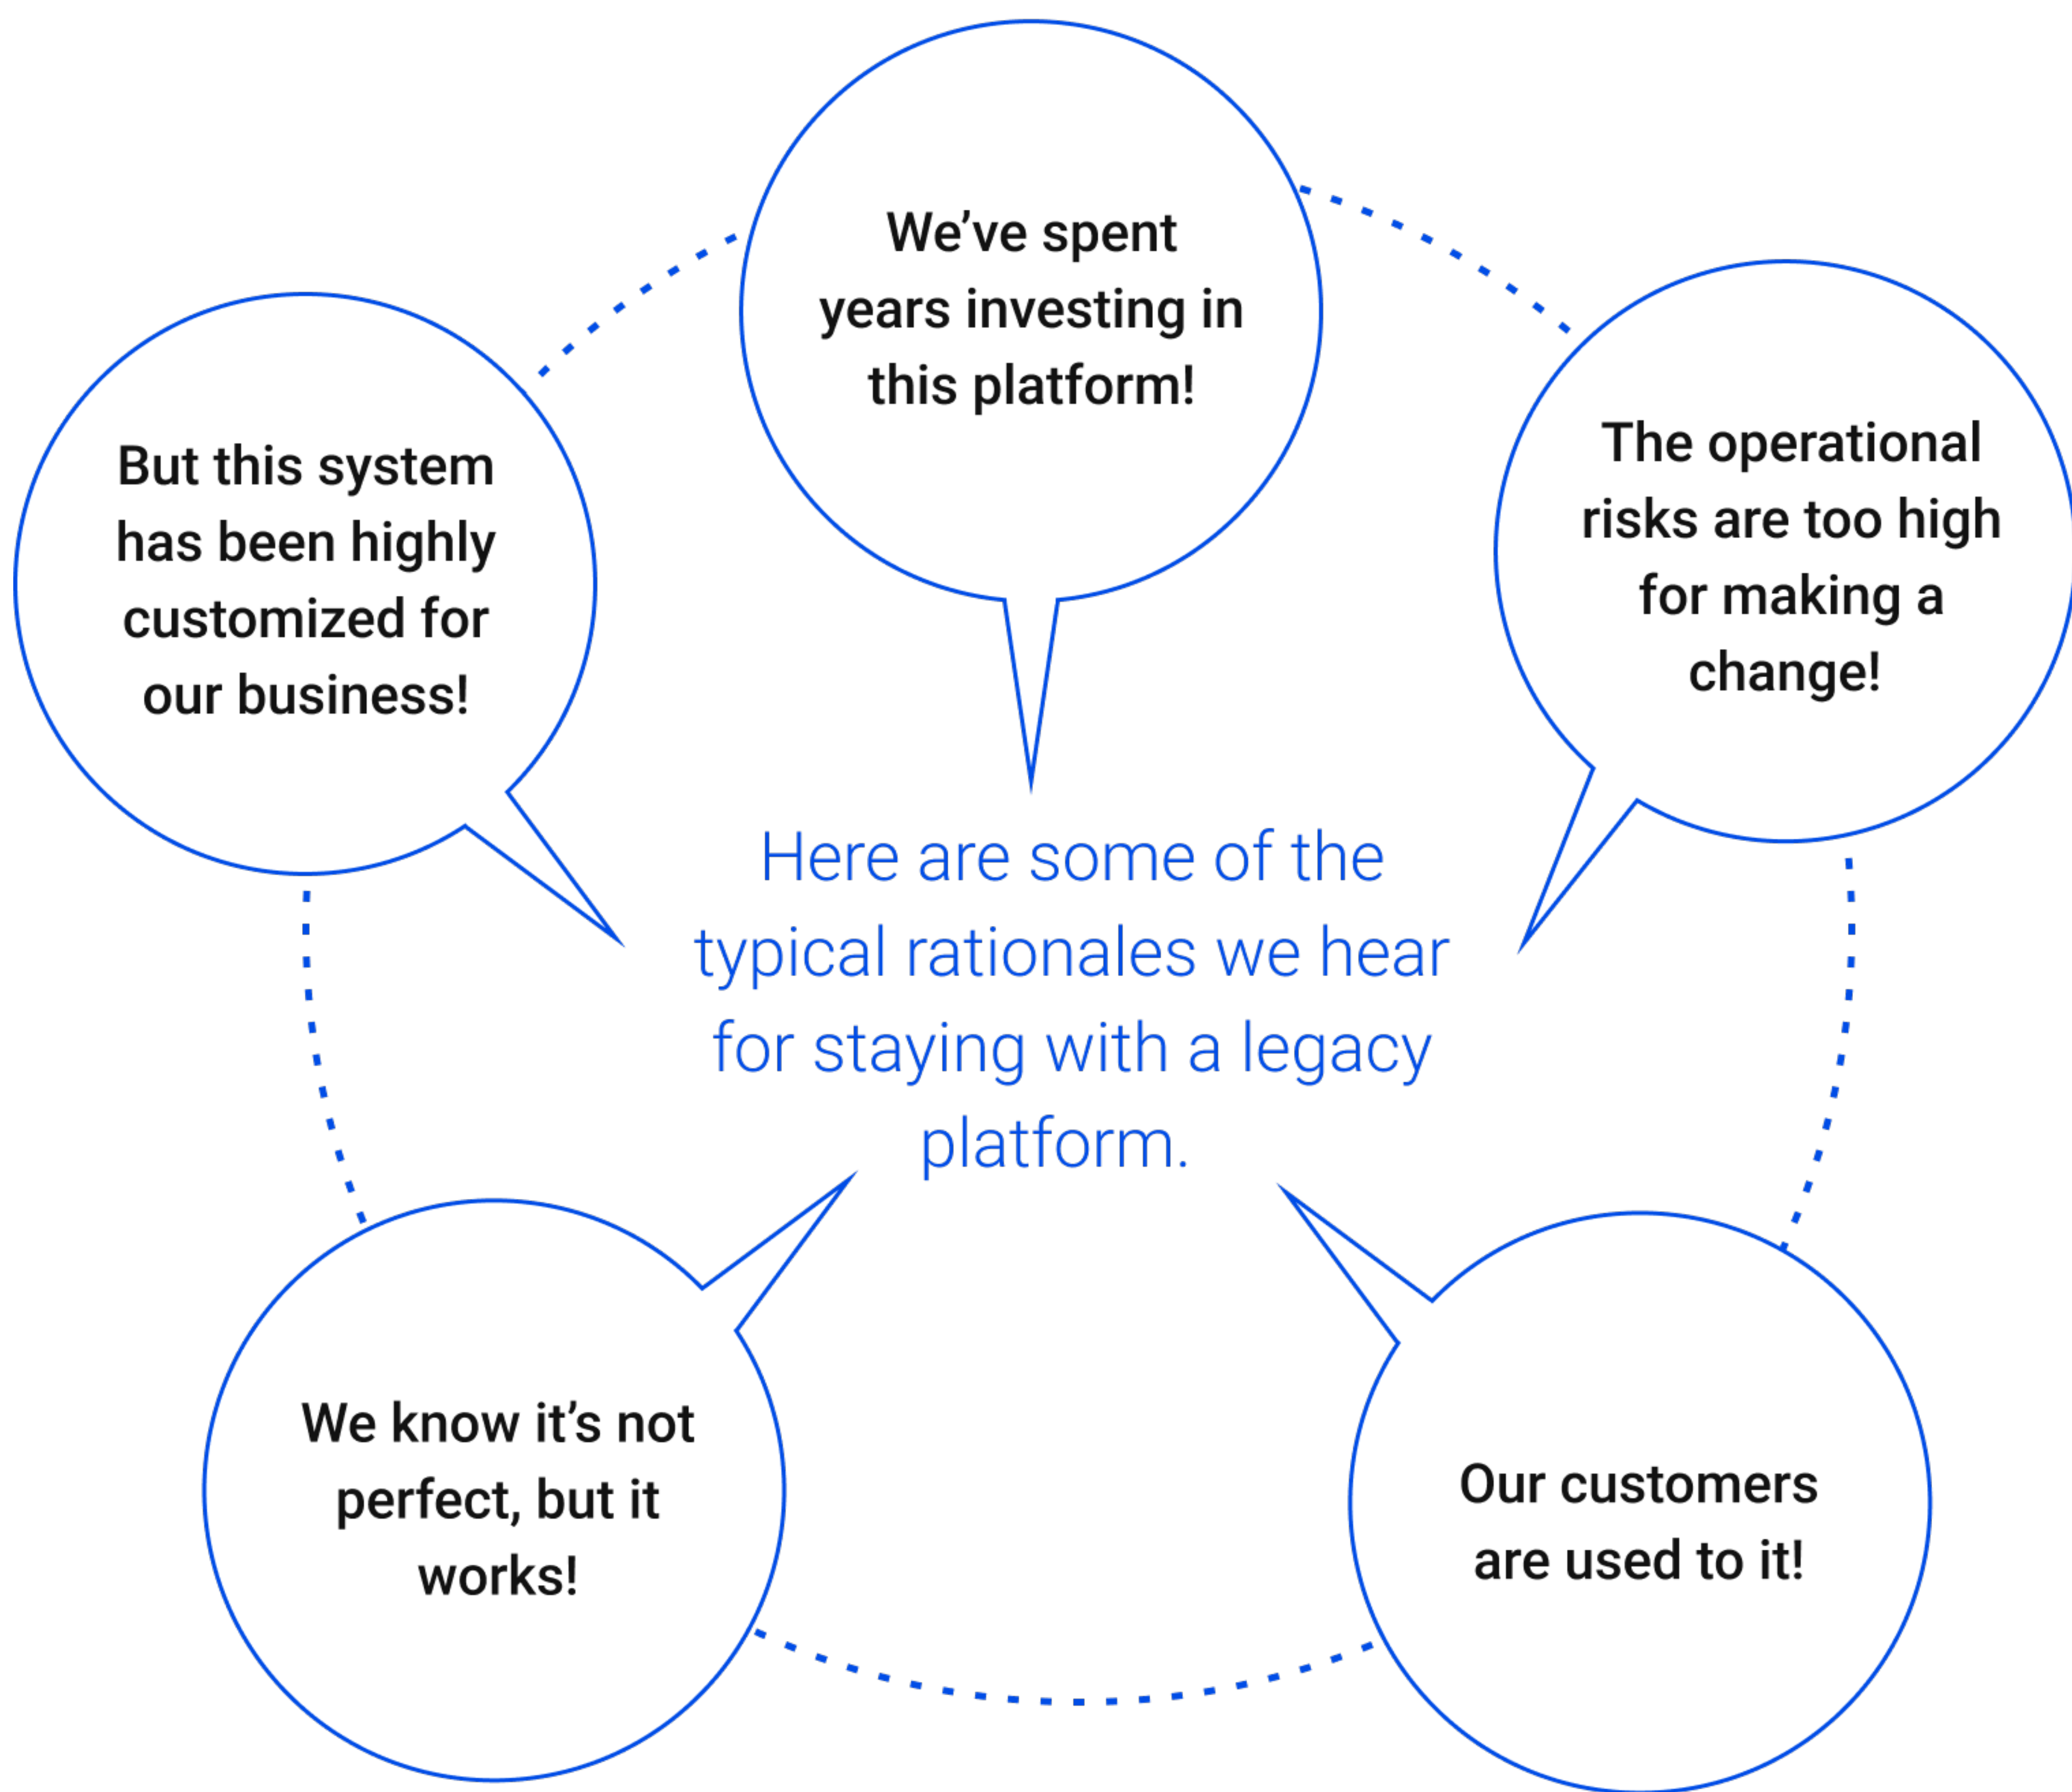 We’ve spent
years investing in
this platform!
But this system
has been highly
customized for
our business!
The operational
risks are too high
for making a
change!
Here are some of the
typical rationales we hear
for staying with a legacy
platform.
We know it’s not
perfect, but it
works!
Our customers
are used to it!